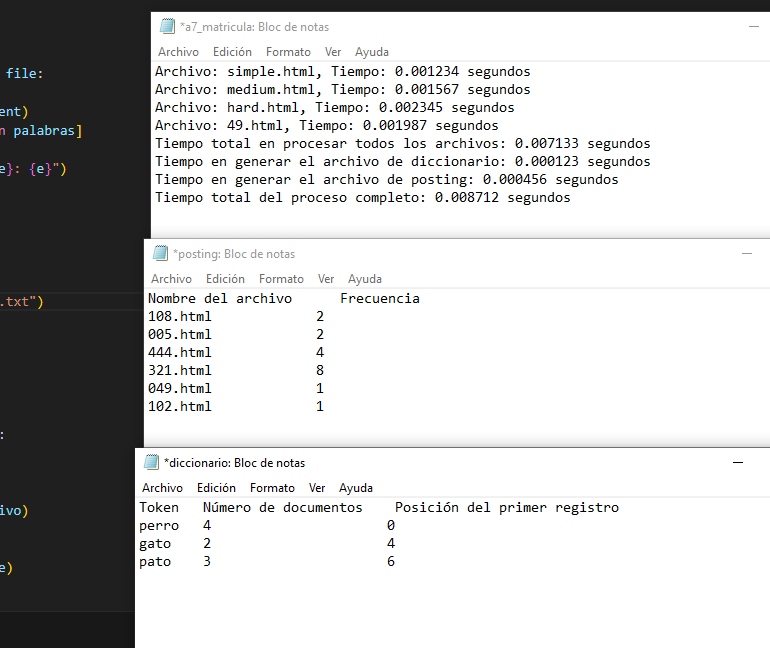 *a7_matricula: Bloc de notas
Archivo Edición Formato Ver Ayuda
Archivo: simple.html, Tiempo: 0.001234 segundos
Archivo: medium.html, Tiempo: 0.001567 segundos
Archivo: hard.html, Tiempo: 0.002345 segundos
Archivo: 49.html, Tiempo: 0.001987 segundos
Tiempo total en procesar todos los archivos: 0.007133 segundos
Tiempo en generar el archivo de diccionario: 0.000123 segundos
Tiempo en generar el archivo de posting: 0.000456 segundos
Tiempo total del proceso completo: 0.008712 segundos
*posting: Bloc de notas
Archivo Edición Formato Ver Ayuda
Nombre del archivo Frecuencia
108.html 2
005.html 2
444.html 4
321.html 8
049.html 1
102.html 1
*diccionario: Bloc de notas
Archivo Edición Formato Ver Ayuda
Token Número de documentos Posición del primer registro
perro 4 0
gato 2 4
pato 3 6
file:
ent)
n palabras]
e}: {e}")
.txt")
:
ivo)
e)